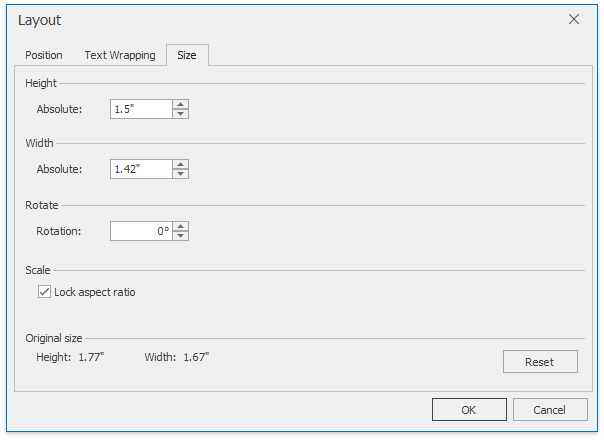 Layout
Position Text Wrapping Size
Height
Absolute: 1.5"
Width
Absolute: 1.42"
Rotate
Rotation: 0°
Scale
Lock aspect ratio
Original size
Height: 1.77" Width: 1.67"
Reset
OK Cancel